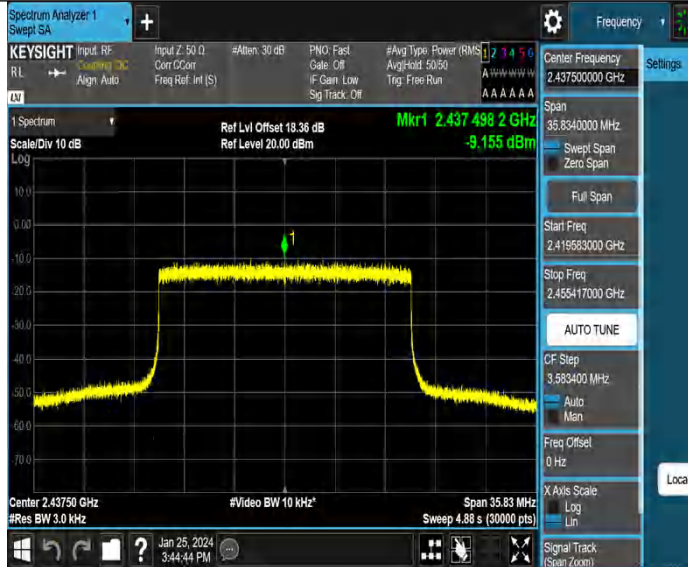 Spectrum Analyzer 1
Swept SA
+
Frequency
KEYSIGHT
RL
Input: RF
Coupling: DC
Align: Auto
Input Z: 50 Ω
Corr CCorr
Freq Ref: Int (S)
#Atten: 30 dB
PNO: Fast
Gate: Off
IF Gain: Low
Sig Track: Off
#Avg Type: Power (RMS
Avg|Hold: 50/50
Trig: Free Run
1 2 3 4 5 6
A W W W W W
A A A A A A
1 Spectrum
Scale/Div 10 dB
Ref Lvl Offset 18.36 dB
Ref Level 20.00 dBm
Mkr1 2.437 498 2 GHz
-9.155 dBm
Log
10.0
0.00
-10.0
-20.0
-30.0
-40.0
-50.0
-60.0
-70.0
1
Center 2.43750 GHz
#Res BW 3.0 kHz
#Video BW 10 kHz*
Span 35.83 MHz
Sweep 4.88 s (30000 pts)
Center Frequency
2.437500000 GHz
Settings
Span
35.8340000 MHz
Swept Span
Zero Span
Full Span
Start Freq
2.419583000 GHz
Stop Freq
2.455417000 GHz
AUTO TUNE
CF Step
3.583400 MHz
Auto
Man
Freq Offset
0 Hz
X Axis Scale
Log
Lin
Loca
Signal Track
(Span Zoom)
?
Jan 25, 2024
3:44:44 PM